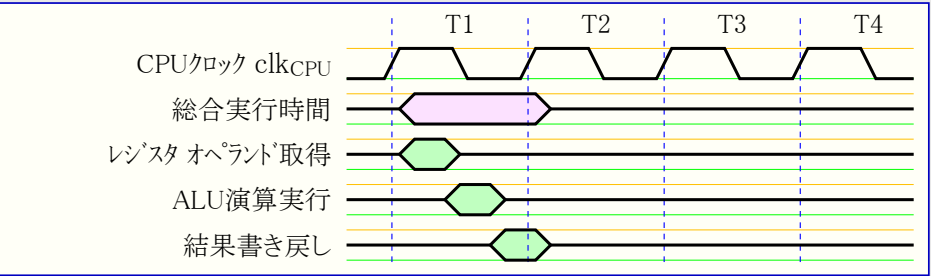 T1 T2 T3 T4
CPUクロック clkCPU
総合実行時間
レジスタ オペランド取得
ALU演算実行
結果書き戻し